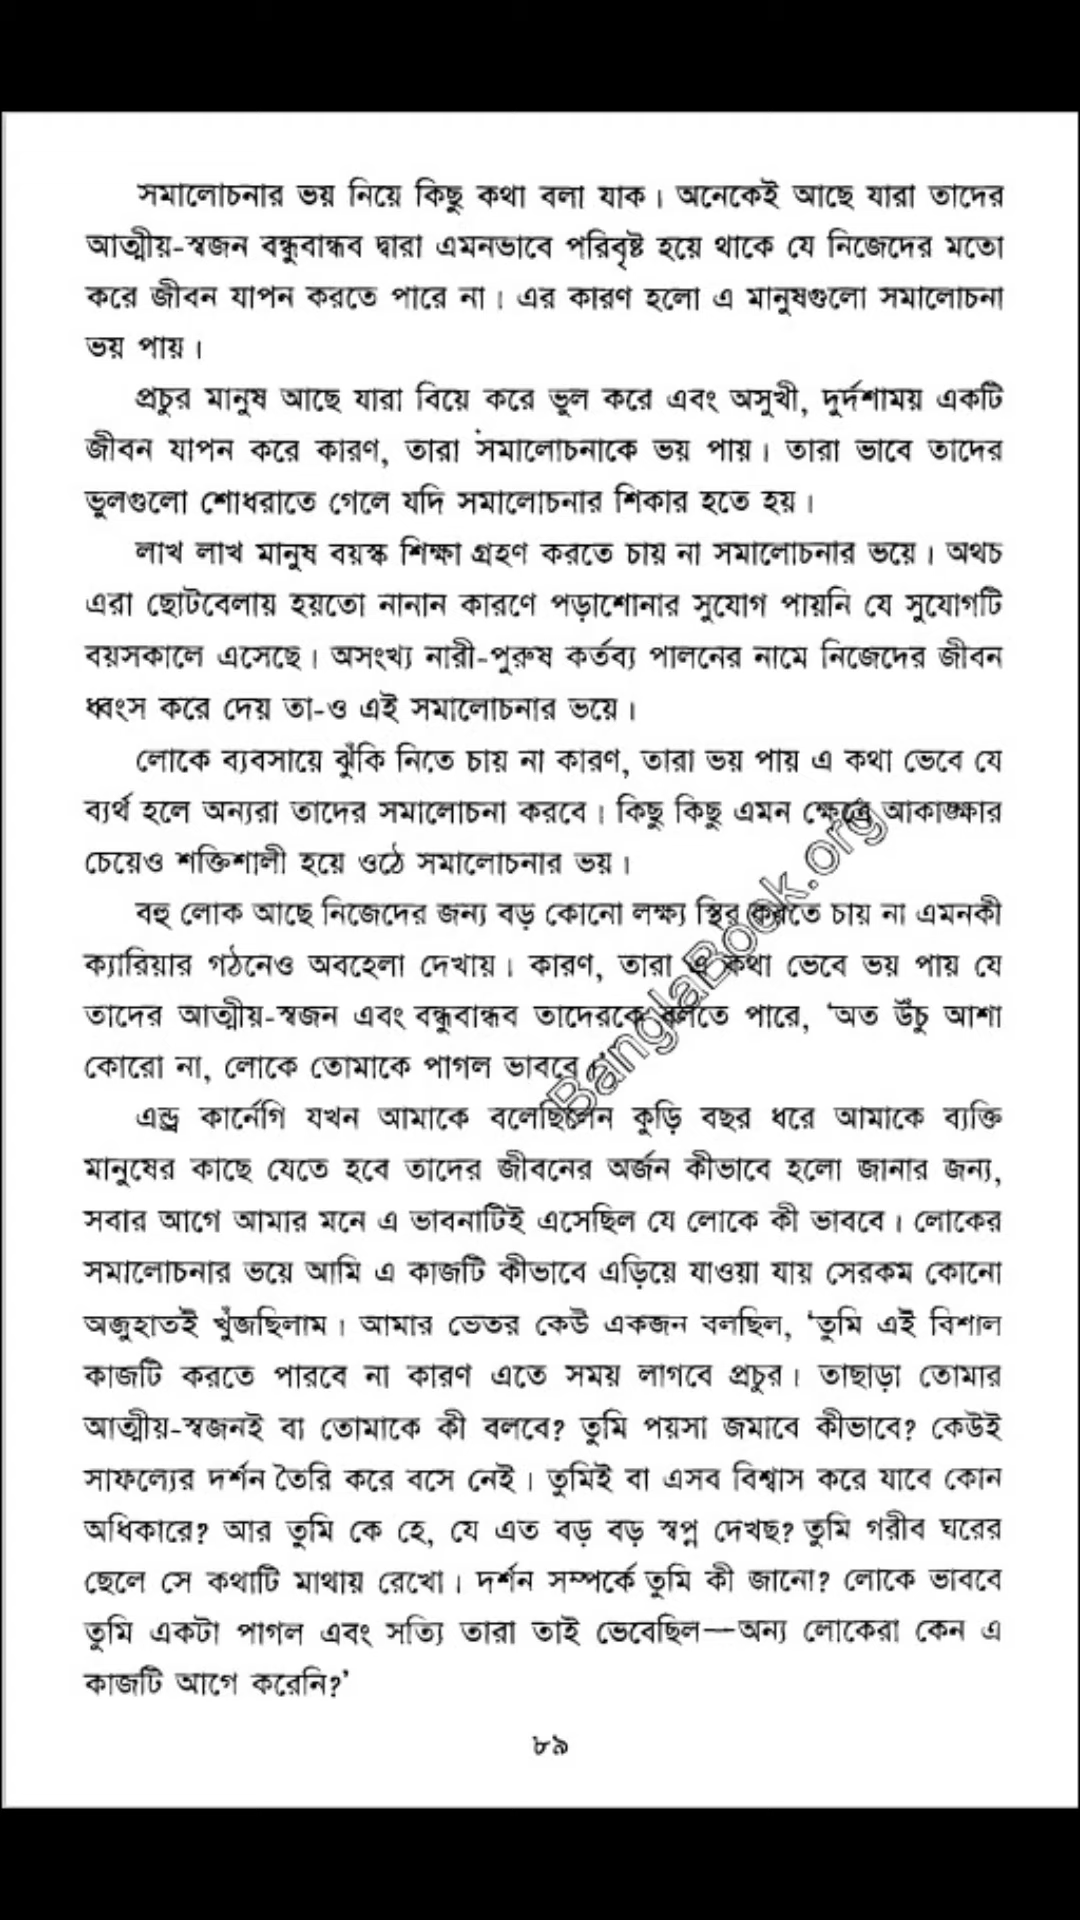 সমালোচনার ভয় নিয়ে কিছু কথা বলা যাক। অনেকেই আছে যারা তাদের
আত্মীয়-স্বজন বন্ধুবান্ধব দ্বারা এমনভাবে পরিবৃষ্ট হয়ে থাকে যে নিজেদের মতো
করে জীবন যাপন করতে পারে না। এর কারণ হলো এ মানুষগুলো সমালোচনা
ভয় পায়।
প্রচুর মানুষ আছে যারা বিয়ে করে ভুল করে এবং অসুখী, দুর্দশাময় একটি
জীবন যাপন করে কারণ, তারা সমালোচনাকে ভয় পায়। তারা ভাবে তাদের
ভুলগুলো শোধরাতে গেলে যদি সমালোচনার শিকার হতে হয়।
লাখ লাখ মানুষ বয়স্ক শিক্ষা গ্রহণ করতে চায় না সমালোচনার ভয়ে। অথচ
এরা ছোটবেলায় হয়তো নানান কারণে পড়াশোনার সুযোগ পায়নি যে সুযোগটি
বয়সকালে এসেছে। অসংখ্য নারী-পুরুষ কর্তব্য পালনের নামে নিজেদের জীবন
ধ্বংস করে দেয় তা-ও এই সমালোচনার ভয়ে।
লোকে ব্যবসায়ে ঝুঁকি নিতে চায় না কারণ, তারা ভয় পায় এ কথা ভেবে যে
ব্যর্থ হলে অন্যরা তাদের সমালোচনা করবে। কিছু কিছু এমন ক্ষেত্রে আকাঙ্ক্ষার
চেয়েও শক্তিশালী হয়ে ওঠে সমালোচনার ভয়।
বহু লোক আছে নিজেদের জন্য বড় কোনো লক্ষ্য স্থির করতে চায় না এমনকী
ক্যারিয়ার গঠনেও অবহেলা দেখায়। কারণ, তারা এ কথা ভেবে ভয় পায় যে
তাদের আত্মীয়-স্বজন এবং বন্ধুবান্ধব তাদেরকে বলতে পারে, ‘অত উঁচু আশা
কোরো না, লোকে তোমাকে পাগল ভাববে।’
এন্ড্রু কার্নেগি যখন আমাকে বলেছিলেন কুড়ি বছর ধরে আমাকে ব্যক্তি
মানুষের কাছে যেতে হবে তাদের জীবনের অর্জন কীভাবে হলো জানার জন্য,
সবার আগে আমার মনে এ ভাবনাটিই এসেছিল যে লোকে কী ভাববে। লোকের
সমালোচনার ভয়ে আমি এ কাজটি কীভাবে এড়িয়ে যাওয়া যায় সেরকম কোনো
অজুহাতই খুঁজছিলাম। আমার ভেতর কেউ একজন বলছিল, ‘তুমি এই বিশাল
কাজটি করতে পারবে না কারণ এতে সময় লাগবে প্রচুর। তাছাড়া তোমার
আত্মীয়-স্বজনই বা তোমাকে কী বলবে? তুমি পয়সা জমাবে কীভাবে? কেউই
সাফল্যের দর্শন তৈরি করে বসে নেই। তুমিই বা এসব বিশ্বাস করে যাবে কোন
অধিকারে? আর তুমি কে হে, যে এত বড় বড় স্বপ্ন দেখছ? তুমি গরীব ঘরের
ছেলে সে কথাটি মাথায় রেখো। দর্শন সম্পর্কে তুমি কী জানো? লোকে ভাববে
তুমি একটা পাগল এবং সত্যি তারা তাই ভেবেছিল—অন্য লোকেরা কেন এ
কাজটি আগে করেনি?’
৮৯
BanglaBook.org